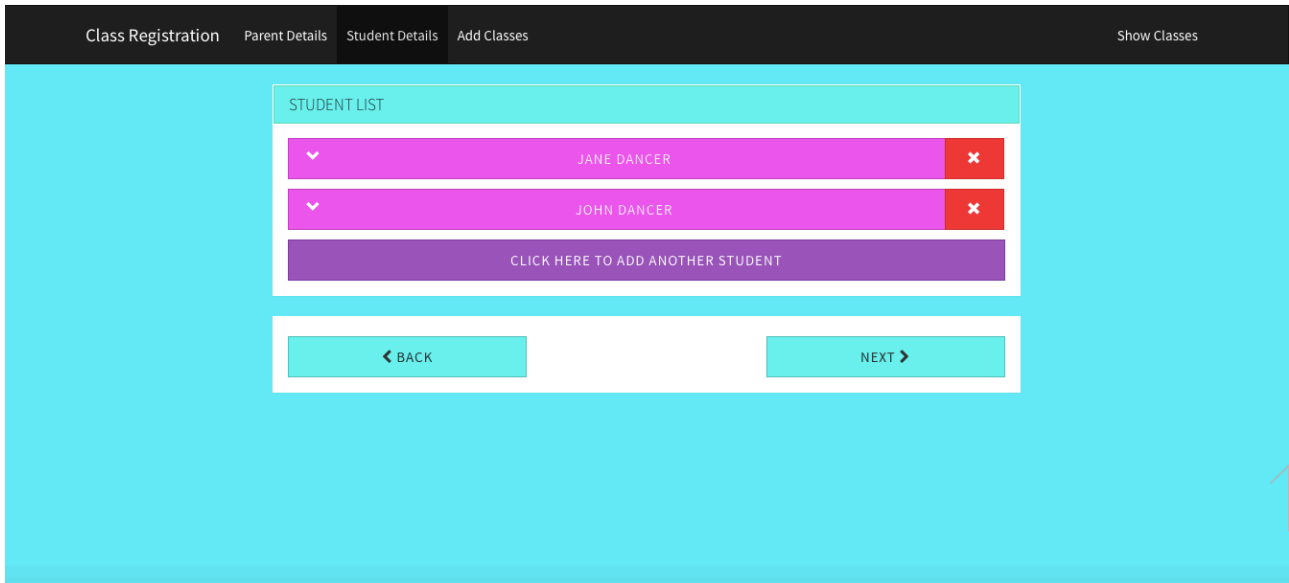 Class Registration Parent Details Student Details Add Classes Show Classes
STUDENT LIST
JANE DANCER
JOHN DANCER
CLICK HERE TO ADD ANOTHER STUDENT
BACK NEXT